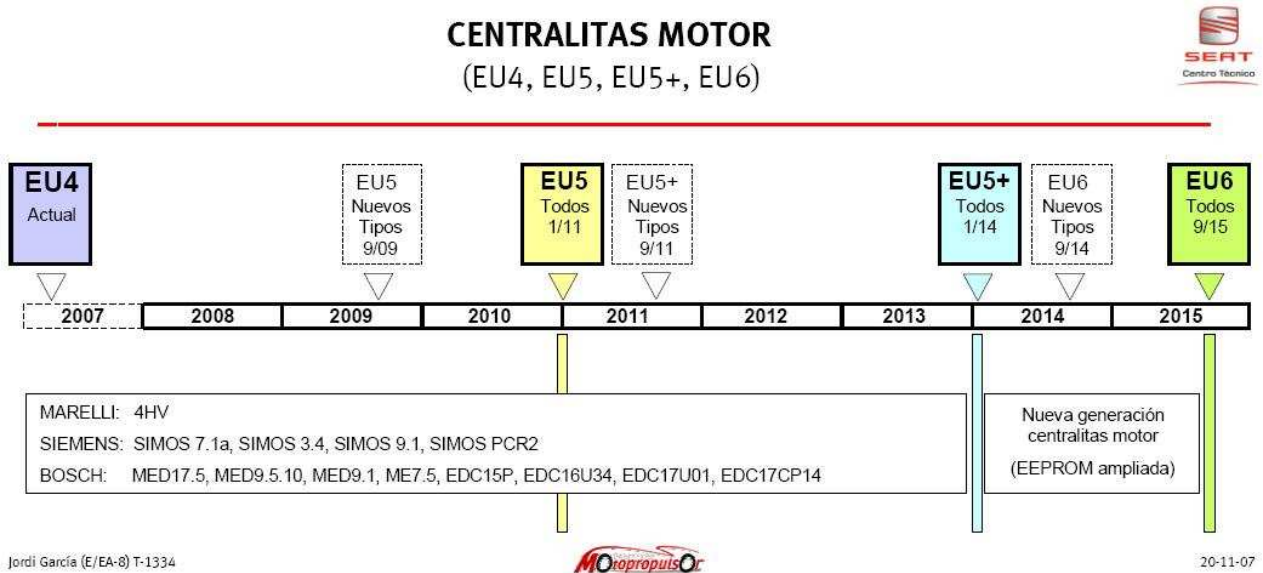 CENTRALITAS MOTOR
(EU4, EU5, EU5+, EU6)
SEAT
Centro Técnico
EU4
Actual
EU5
Nuevos
Tipos
9/09
EU5
Todos
1/11
EU5+
Nuevos
Tipos
9/11
EU5+
Todos
1/14
EU6
Nuevos
Tipos
9/14
EU6
Todos
9/15
2007 2008 2009 2010 2011 2012 2013 2014 2015
MARELLI: 4HV
SIEMENS: SIMOS 7.1a, SIMOS 3.4, SIMOS 9.1, SIMOS PCR2
BOSCH: MED17.5, MED9.5.10, MED9.1, ME7.5, EDC15P, EDC16U34, EDC17U01, EDC17CP14
Nueva generación
centralitas motor
(EEPROM ampliada)
Jordi García (E/EA-8) T-1334
Motopropulsor
20-11-07